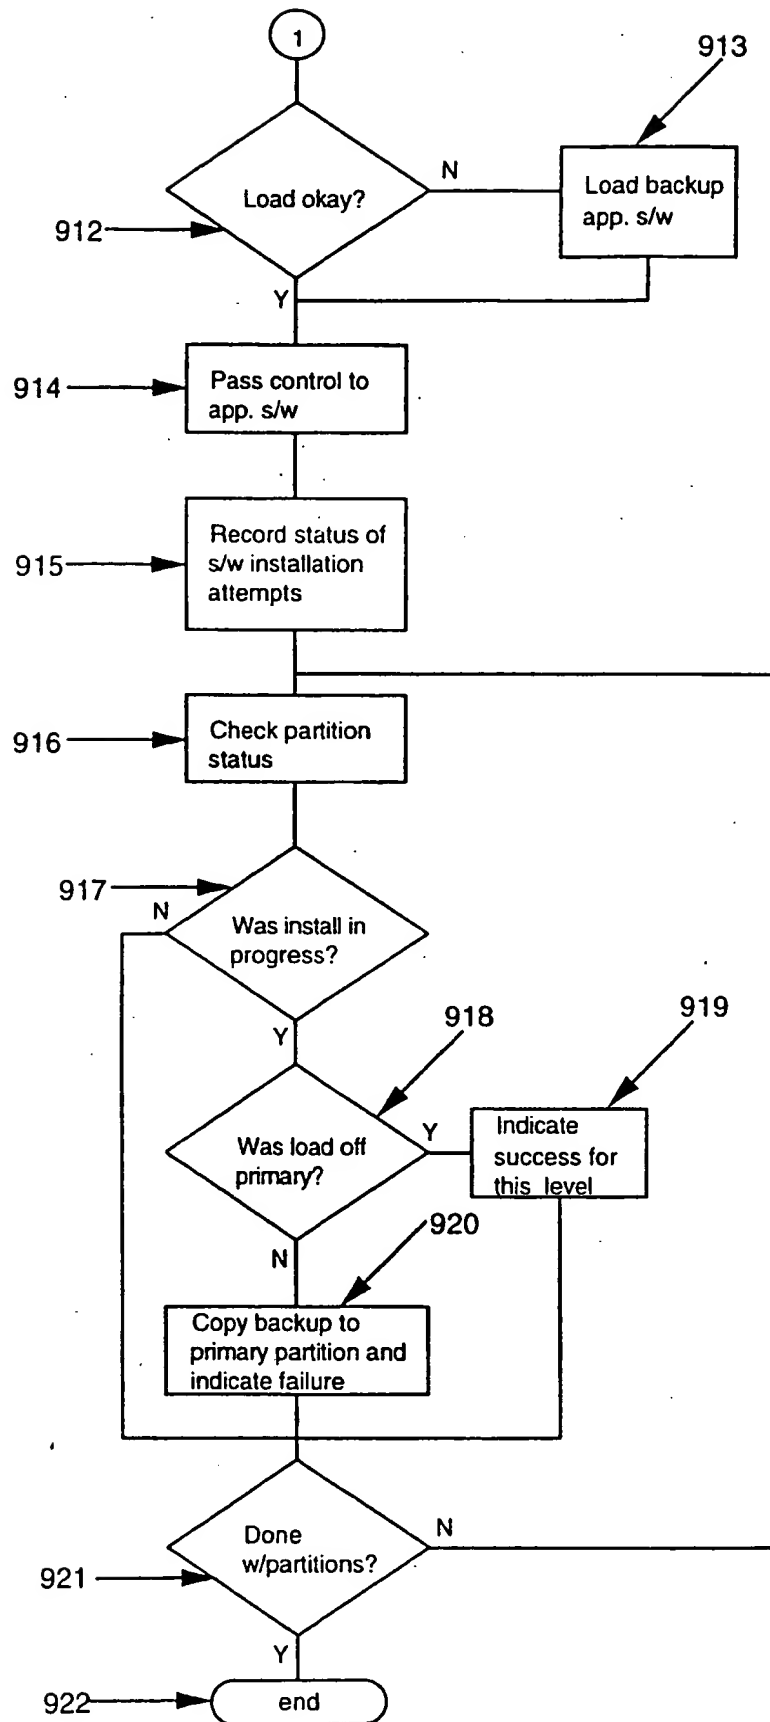 1
913
N
Load okay?
Load backup
app. s/w
912
Y
914
Pass control to
app. s/w
915
Record status of
s/w installation
attempts
916
Check partition
status
917
N
Was install in
progress?
Y
918
919
Was load off
primary?
Y
Indicate
success for
this level
920
N
Copy backup to
primary partition and
indicate failure
Done
w/partitions?
N
921
Y
922
end